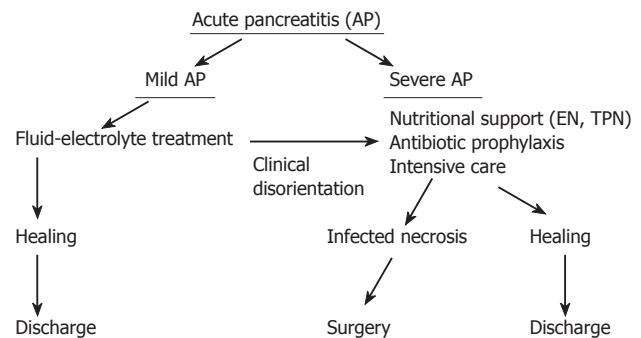 Acute pancreatitis (AP)
Mild AP
Severe AP
Fluid-electrolyte treatment
Clinical
disorientation
Nutritional support (EN, TPN)
Antibiotic prophylaxis
Intensive care
Healing
Infected necrosis
Healing
Discharge
Surgery
Discharge